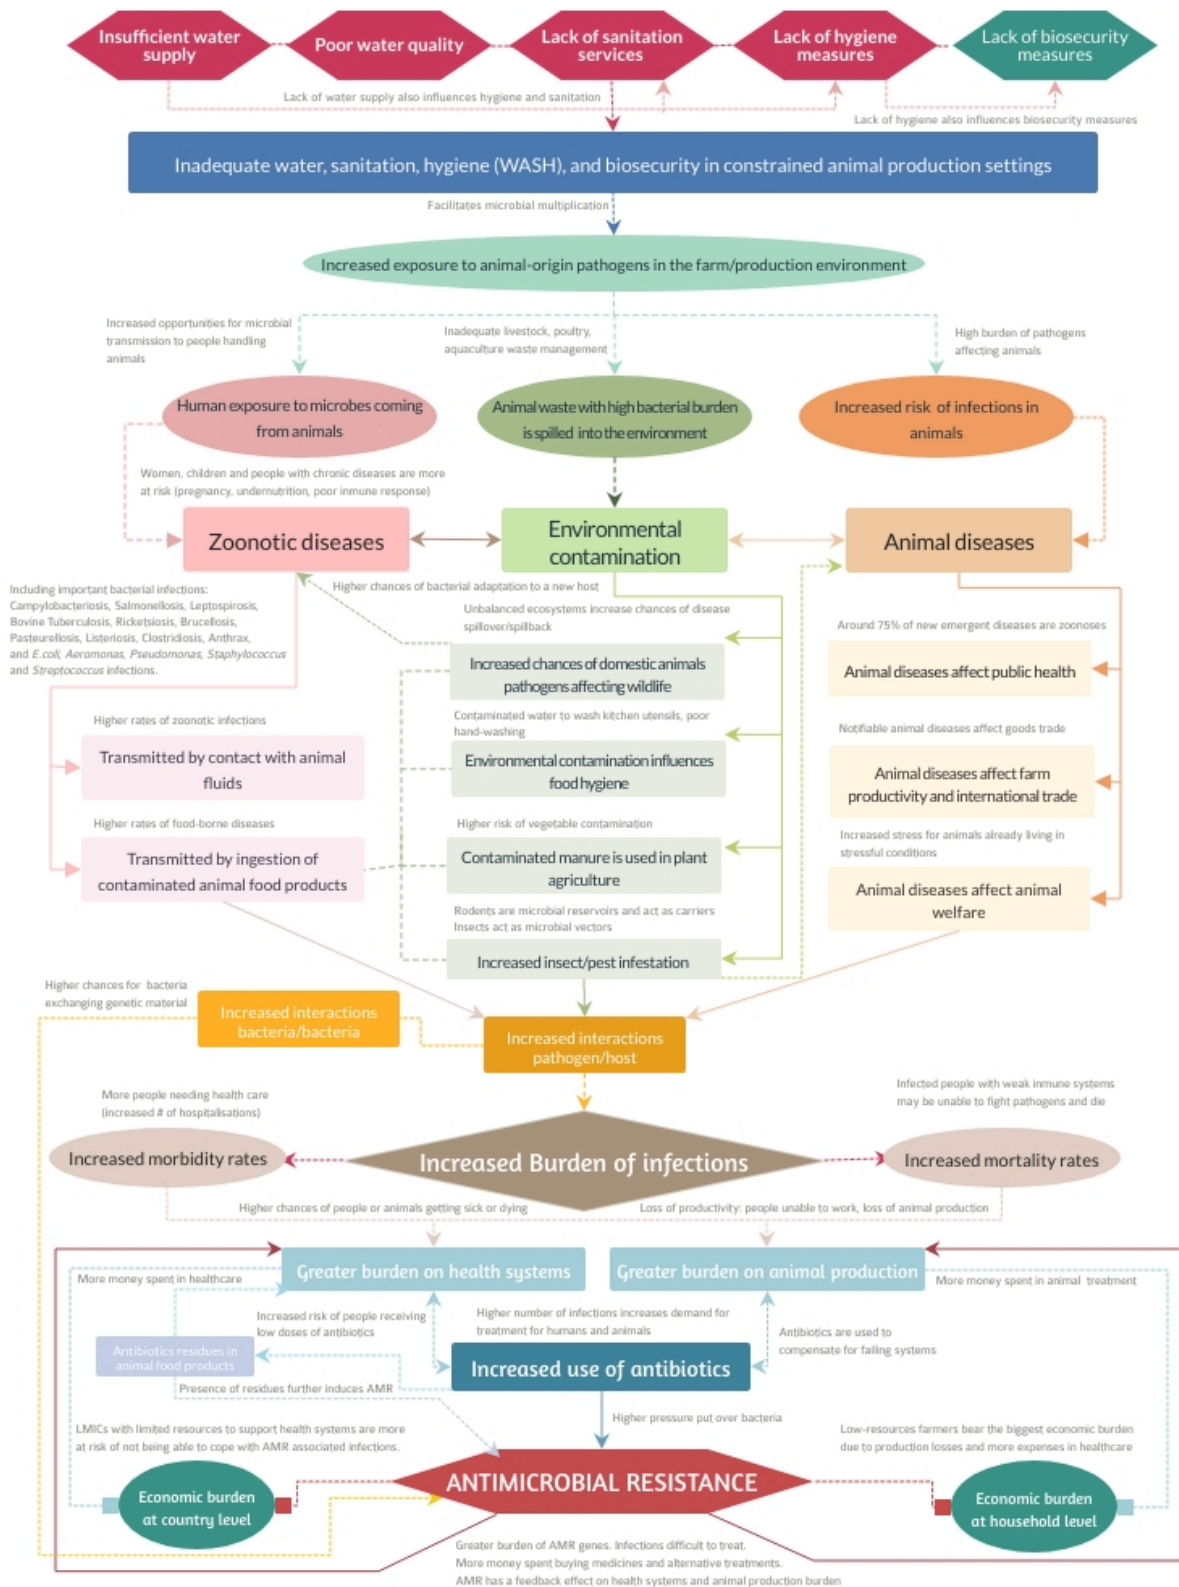 Insufficient water
supply
Poor water quality
Lack of sanitation
services
Lack of hygiene
measures
Lack of biosecurity
measures
Lack of water supply also influences hygiene and sanitation
Lack of hygiene also influences biosecurity measures
Inadequate water, sanitation, hygiene (WASH), and biosecurity in constrained animal production settings
Facilitates microbial multiplication
Increased exposure to animal-origin pathogens in the farm/production environment
Increased opportunities for microbial
transmission to people handling
animals
Inadequate livestock, poultry,
aquaculture waste management
High burden of pathogens
affecting animals
Human exposure to microbes coming
from animals
Animal waste with high bacterial burden
is spilled into the environment
Increased risk of infections in
animals
Women, children and people with chronic diseases are more
at risk (pregnancy, undernutrition, poor inmune response)
Zoonotic diseases
Environmental
contamination
Animal diseases
Including important bacterial infections:
Campylobacteriosis, Salmonellosis, Leptospirosis,
Bovine Tuberculosis, Ricketsiosis, Brucellosis,
Pasteurellosis, Listeriosis, Clostridiosis, Anthrax,
and E.coli, Aeromonas, Pseudomonas, Staphylococcus
and Streptococcus infections.
Higher chances of bacterial adaptation to a new host
Unbalanced ecosystems increase chances of disease
spillover/spillback
Increased chances of domestic animals
pathogens affecting wildlife
Around 75% of new emergent diseases are zoonoses
Animal diseases affect public health
Higher rates of zoonotic infections
Transmitted by contact with animal
fluids
Contaminated water to wash kitchen utensils, poor
hand-washing
Environmental contamination influences
food hygiene
Notifiable animal diseases affect goods trade
Animal diseases affect farm
productivity and international trade
Higher rates of food-borne diseases
Transmitted by ingestion of
contaminated animal food products
Higher risk of vegetable contamination
Contaminated manure is used in plant
agriculture
Increased stress for animals already living in
stressful conditions
Animal diseases affect animal
welfare
Rodents are microbial reservoirs and act as carriers
Insects act as microbial vectors
Increased insect/pest infestation
Higher chances for bacteria
exchanging genetic material
Increased interactions
bacteria/bacteria
Increased interactions
pathogen/host
More people needing health care
(increased # of hospitalisations)
Infected people with weak inmune systems
may be unable to fight pathogens and die
Increased morbidity rates
Increased Burden of infections
Increased mortality rates
Higher chances of people or animals getting sick or dying
Loss of productivity: people unable to work, loss of animal production
Greater burden on health systems
Greater burden on animal production
More money spent in healthcare
More money spent in animal treatment
Increased risk of people receiving
low doses of antibiotics
Higher number of infections increases demand for
treatment for humans and animals
Antibiotics are used to
compensate for failing systems
Antibiotics residues in
animal food products
Increased use of antibiotics
Presence of residues further induces AMR
Higher pressure put over bacteria
LMICs with limited resources to support health systems are more
at risk of not being able to cope with AMR associated infections.
Low-resources farmers bear the biggest economic burden
due to production losses and more expenses in healthcare
ANTIMICROBIAL RESISTANCE
Economic burden
at country level
Economic burden
at household level
Greater burden of AMR genes. Infections difficult to treat.
More money spent buying medicines and alternative treatments.
AMR has a feedback effect on health systems and animal production burden